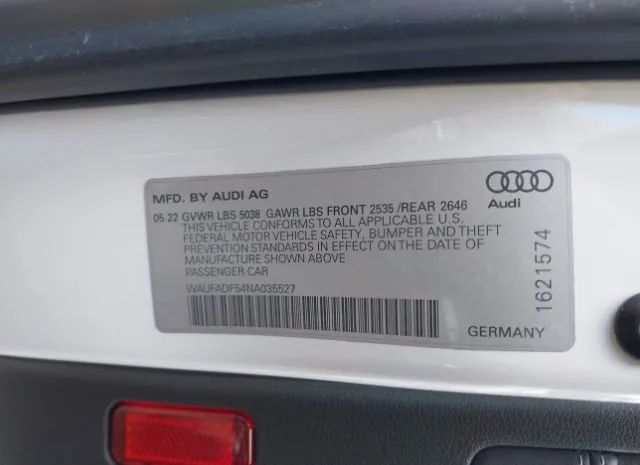 MFD. BY AUDI AG
05 22 GVWR LBS 5038 GAWR LBS FRONT 2535 /REAR 2646
THIS VEHICLE CONFORMS TO ALL APPLICABLE U.S.
FEDERAL MOTOR VEHICLE SAFETY, BUMPER AND THEFT
PREVENTION STANDARDS IN EFFECT ON THE DATE OF
MANUFACTURE SHOWN ABOVE
PASSENGER CAR
WAUFADF54NA035527
Audi
16221574
GERMANY